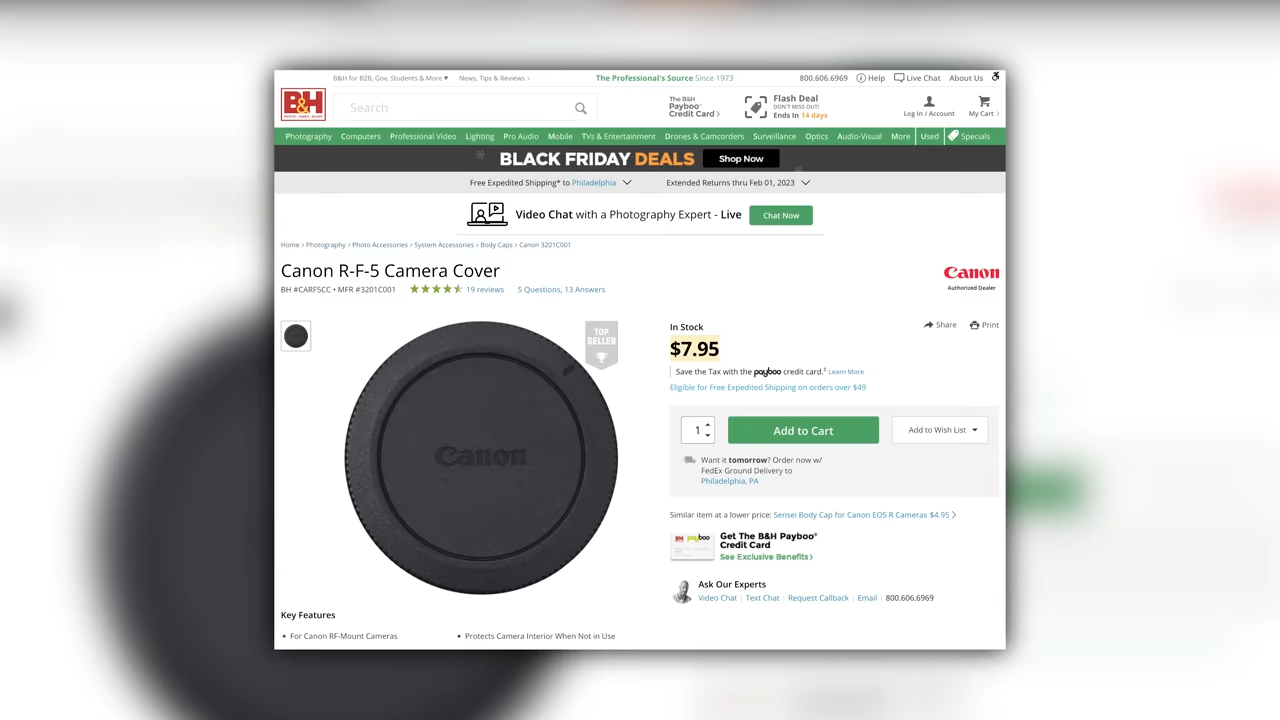 B&H for B2B, Gov, Students & More ▾ News, Tips & Reviews › The Professional's Source Since 1973 800.606.6969 Help Live Chat About Us
B&H
PHOTO · VIDEO · AUDIO
Search
The B&H
Payboo®
Credit Card ›
Flash Deal
DON'T MISS OUT!
Ends In 14 days
Log In / Account
My Cart ›
Photography Computers Professional Video Lighting Pro Audio Mobile TVs & Entertainment Drones & Camcorders Surveillance Optics Audio-Visual More Used Specials
BLACK FRIDAY DEALS Shop Now
Free Expedited Shipping* to Philadelphia Extended Returns thru Feb 01, 2023
Video Chat with a Photography Expert - Live Chat Now
Home › Photography › Photo Accessories › System Accessories › Body Caps › Canon 3201C001
Canon R-F-5 Camera Cover
BH #CARF5CC • MFR #3201C001 19 reviews 5 Questions, 13 Answers
Canon
Authorized Dealer
TOP
SELLER
Canon
In Stock
Share Print
$7.95
Save the Tax with the payboo credit card.‡ Learn More
Eligible for Free Expedited Shipping on orders over $49
1 Add to Cart Add to Wish List
Want it tomorrow? Order now w/
FedEx Ground Delivery to
Philadelphia, PA
Similar item at a lower price: Sensei Body Cap for Canon EOS R Cameras $4.95 >
B&H payboo
Get The B&H Payboo®
Credit Card
See Exclusive Benefits ›
Ask Our Experts
Video Chat | Text Chat | Request Callback | Email | 800.606.6969
Key Features
• For Canon RF-Mount Cameras
• Protects Camera Interior When Not in Use